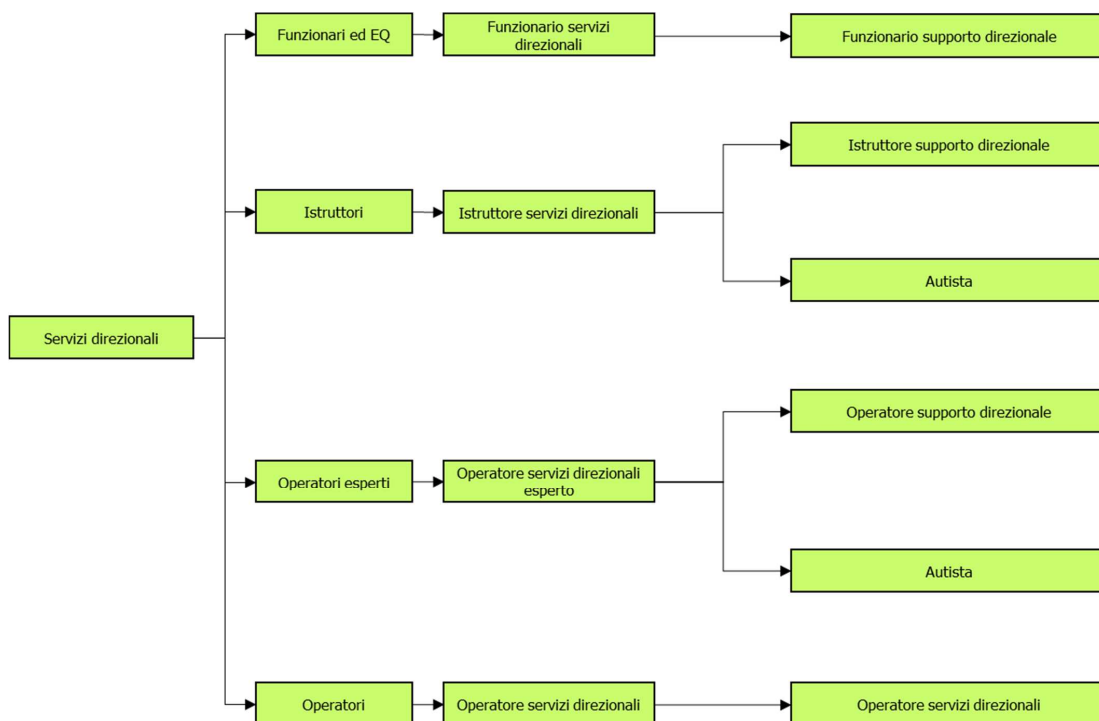 Funzionari ed EQ
Funzionario servizi
direzionali
Funzionario supporto direzionale
Istruttore supporto direzionale
Istruttori
Istruttore servizi direzionali
Autista
Servizi direzionali
Operatore supporto direzionale
Operatori esperti
Operatore servizi direzionali
esperto
Autista
Operatori
Operatore servizi direzionali
Operatore servizi direzionali